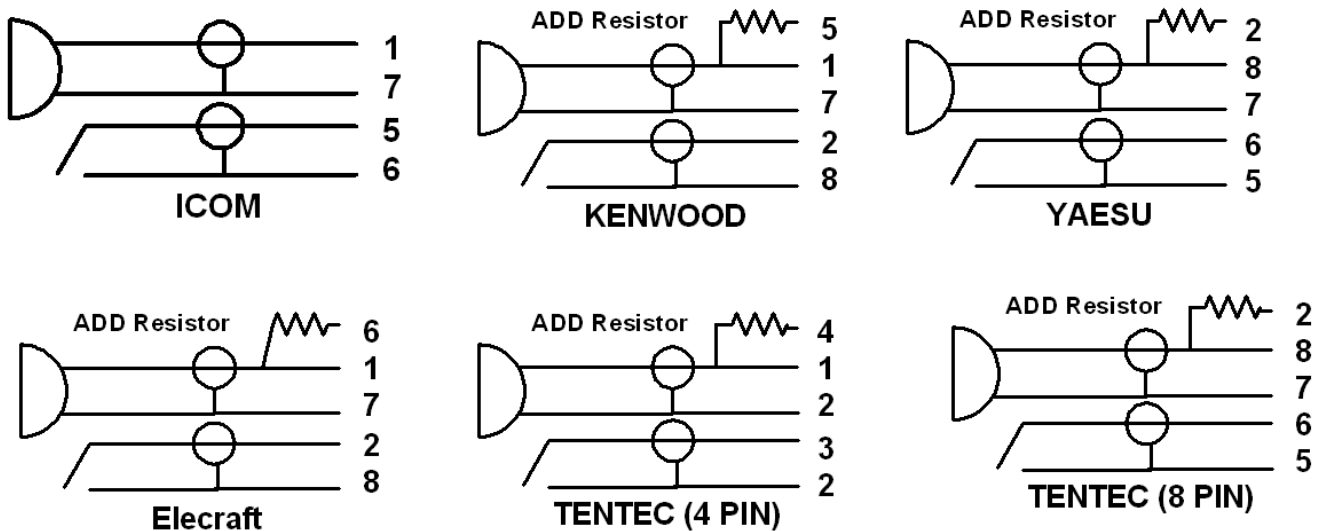 1
7
5
6
ICOM
ADD Resistor
5
1
7
2
8
KENWOOD
ADD Resistor
2
8
7
6
5
YAESU
ADD Resistor
6
1
7
2
8
Elecraft
ADD Resistor
4
1
2
3
2
TENTEC (4 PIN)
ADD Resistor
2
8
7
6
5
TENTEC (8 PIN)